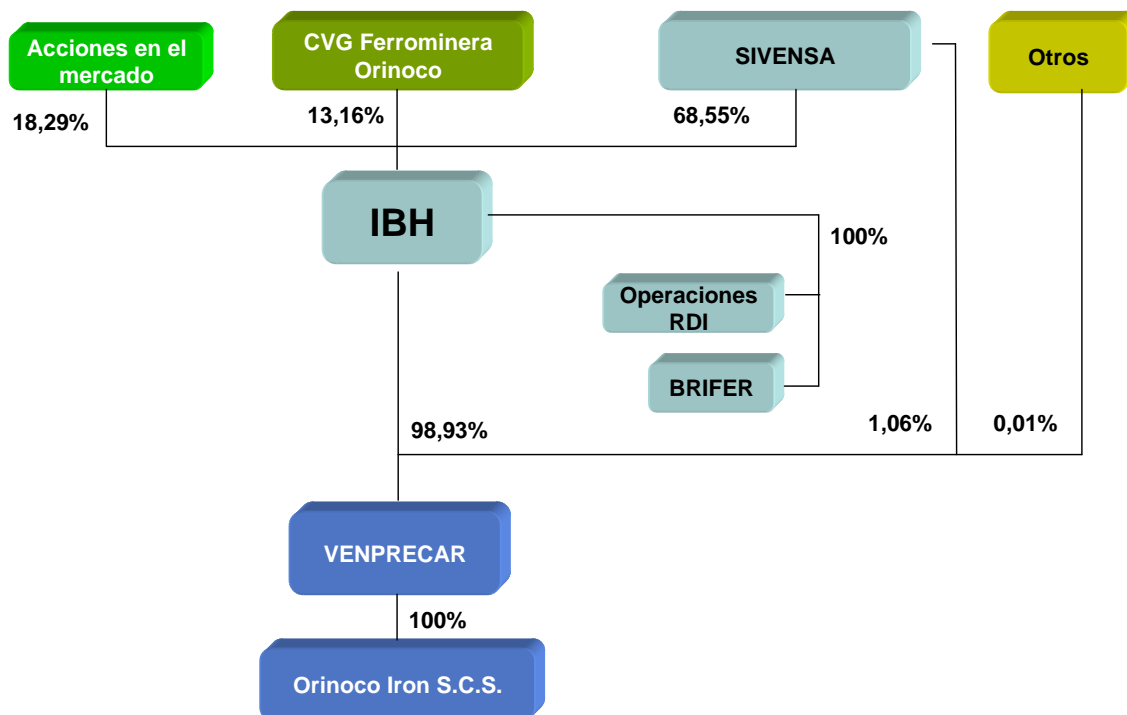 Acciones en el
mercado
CVG Ferrominera
Orinoco
SIVENSA
Otros
18,29%
13,16%
68,55%
IBH
100%
Operaciones
RDI
BRIFER
98,93%
1,06%
0,01%
VENPRECAR
100%
Orinoco Iron S.C.S.